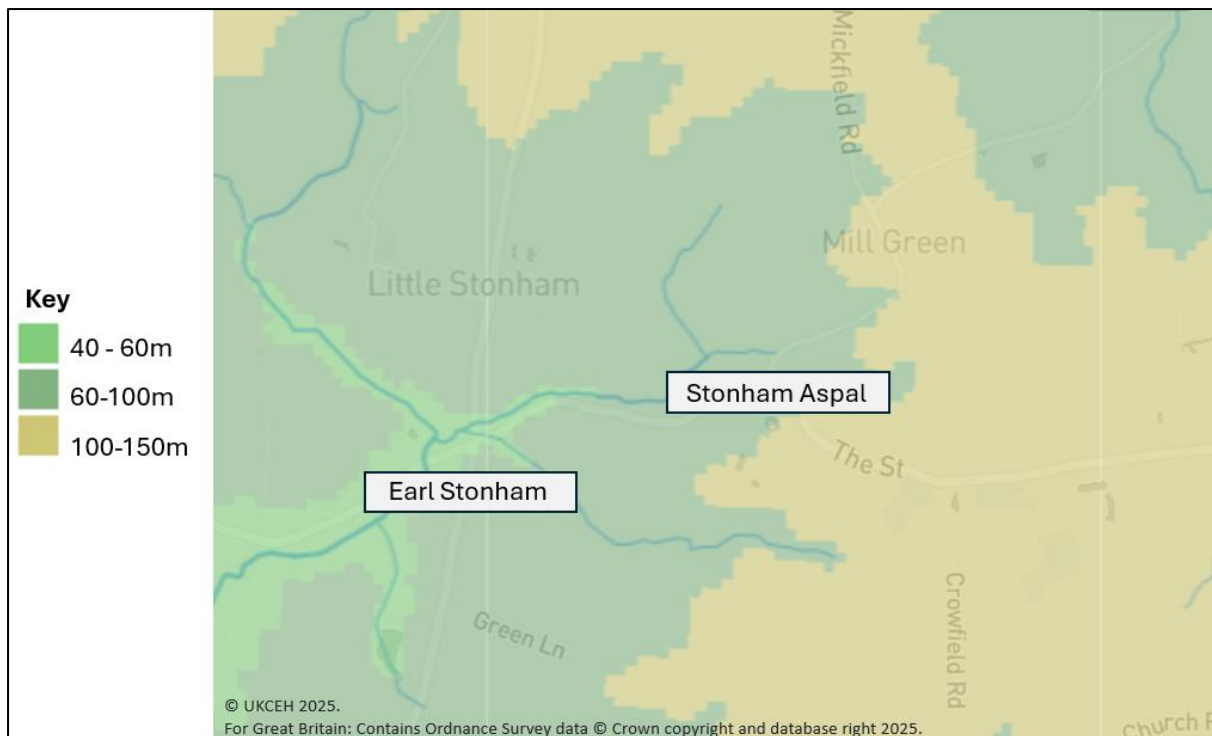 Key
40 - 60m
60-100m
100-150m
Mickfield Rd
Mill Green
Little Stonham
Stonham Aspal
The St
Earl Stonham
Green Ln
Crowfield Rd
Church
© UKCEH 2025.
For Great Britain: Contains Ordnance Survey data © Crown copyright and database right 2025.